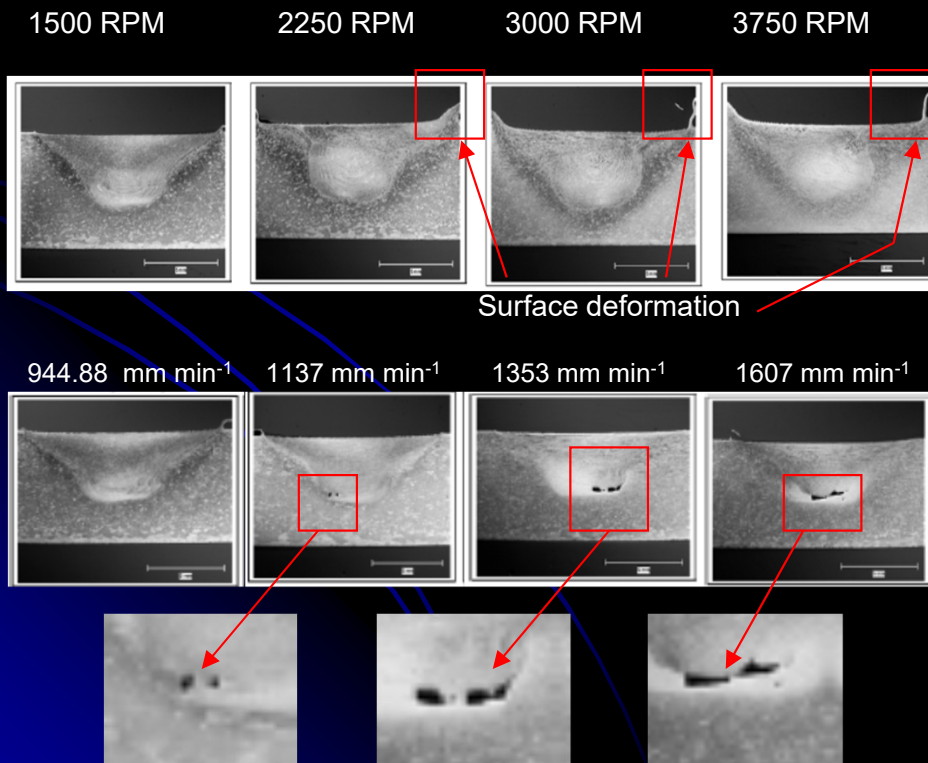 1500 RPM 2250 RPM 3000 RPM 3750 RPM
Surface deformation
944.88 mm min⁻¹ 1137 mm min⁻¹ 1353 mm min⁻¹ 1607 mm min⁻¹